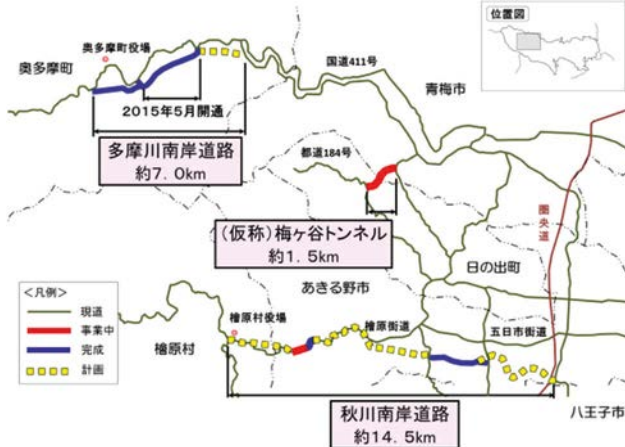 位置図
奥多摩町役場
奥多摩町
国道411号
青梅市
2015年5月開通
多摩川南岸道路
約7.0km
都道184号
(仮称)梅ヶ谷トンネル
約1.5km
圏央道
日の出町
あきる野市
<凡例>
現道
事業中
完成
計画
檜原村役場
檜原街道
五日市街道
檜原村
秋川南岸道路
約14.5km
八王子市